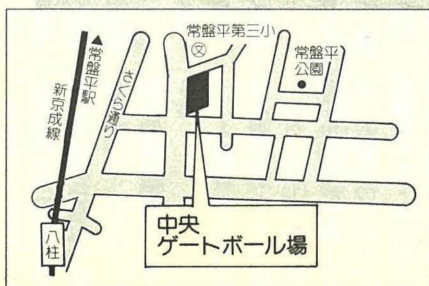 常盤平第三小
文
常盤平
公園
▲常盤平駅
新京成線
さくら通り
八柱
中央
ゲートボール場